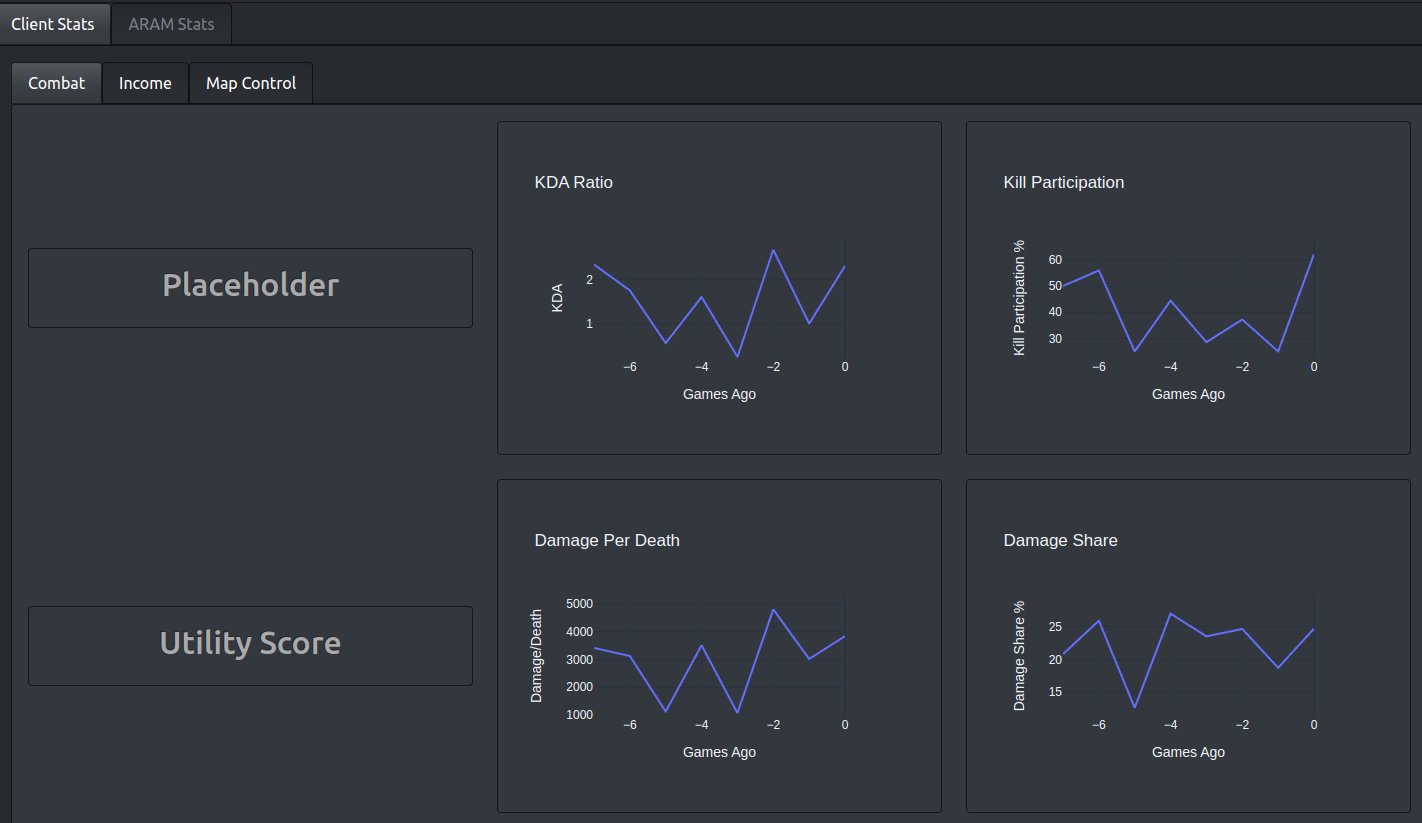 Client Stats
ARAM Stats
Combat
Income
Map Control
Placeholder
KDA Ratio
KDA
2
1
−6
−4
−2
0
Games Ago
Kill Participation
Kill Participation %
60
50
40
30
−6
−4
−2
0
Games Ago
Utility Score
Damage Per Death
Damage/Death
5000
4000
3000
2000
1000
−6
−4
−2
0
Games Ago
Damage Share
Damage Share %
25
20
15
−6
−4
−2
0
Games Ago